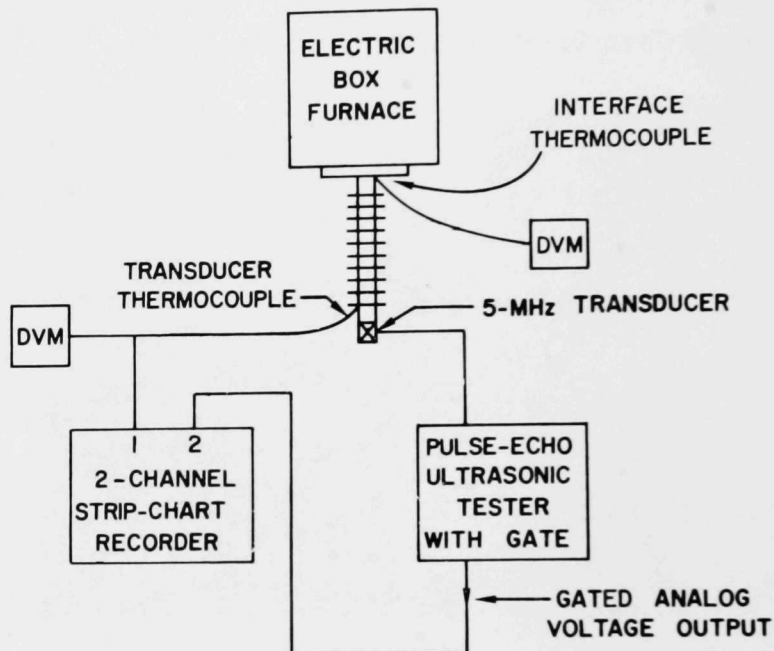 ELECTRIC
BOX
FURNACE
INTERFACE
THERMOCOUPLE
DVM
TRANSDUCER
THERMOCOUPLE
5-MHz TRANSDUCER
DVM
1 2
2-CHANNEL
STRIP-CHART
RECORDER
PULSE-ECHO
ULTRASONIC
TESTER
WITH GATE
GATED ANALOG
VOLTAGE OUTPUT